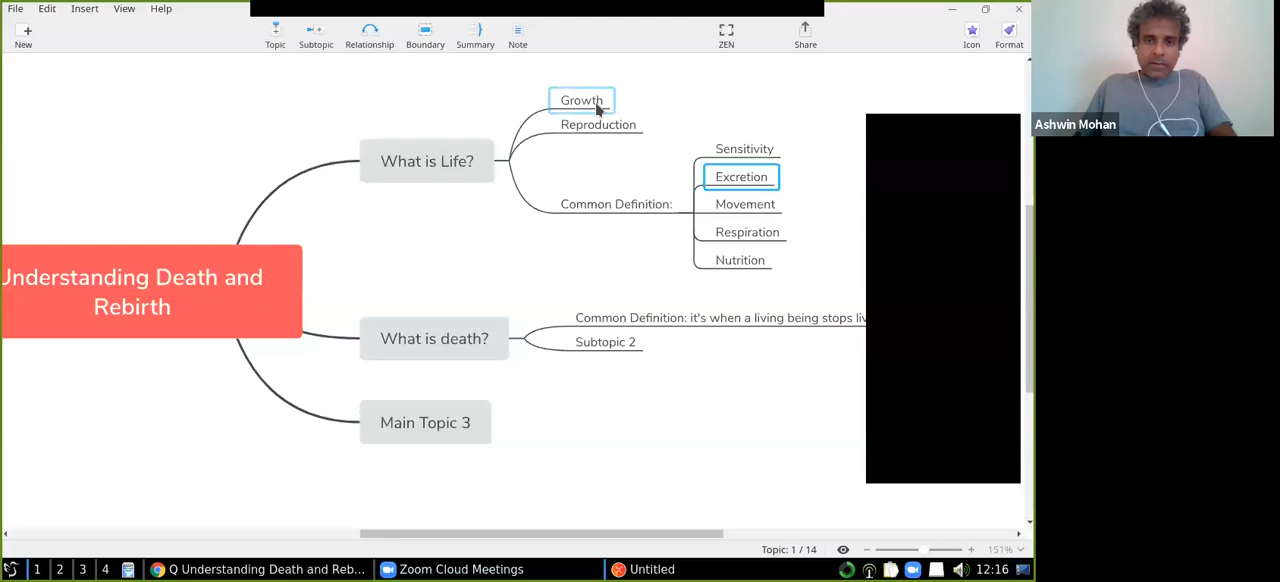 File Edit Insert View Help
New Topic Subtopic Relationship Boundary Summary Note ZEN Share Icon Format
Ashwin Mohan
Growth
Reproduction
Sensitivity
What is Life?
Excretion
Common Definition:
Movement
Respiration
Nutrition
Understanding Death and
Rebirth
Common Definition: it's when a living being stops
What is death?
Subtopic 2
Main Topic 3
Topic: 1 / 14
151%
1 2 3 4 Q Understanding Death and Reb... Zoom Cloud Meetings Untitled 12:16